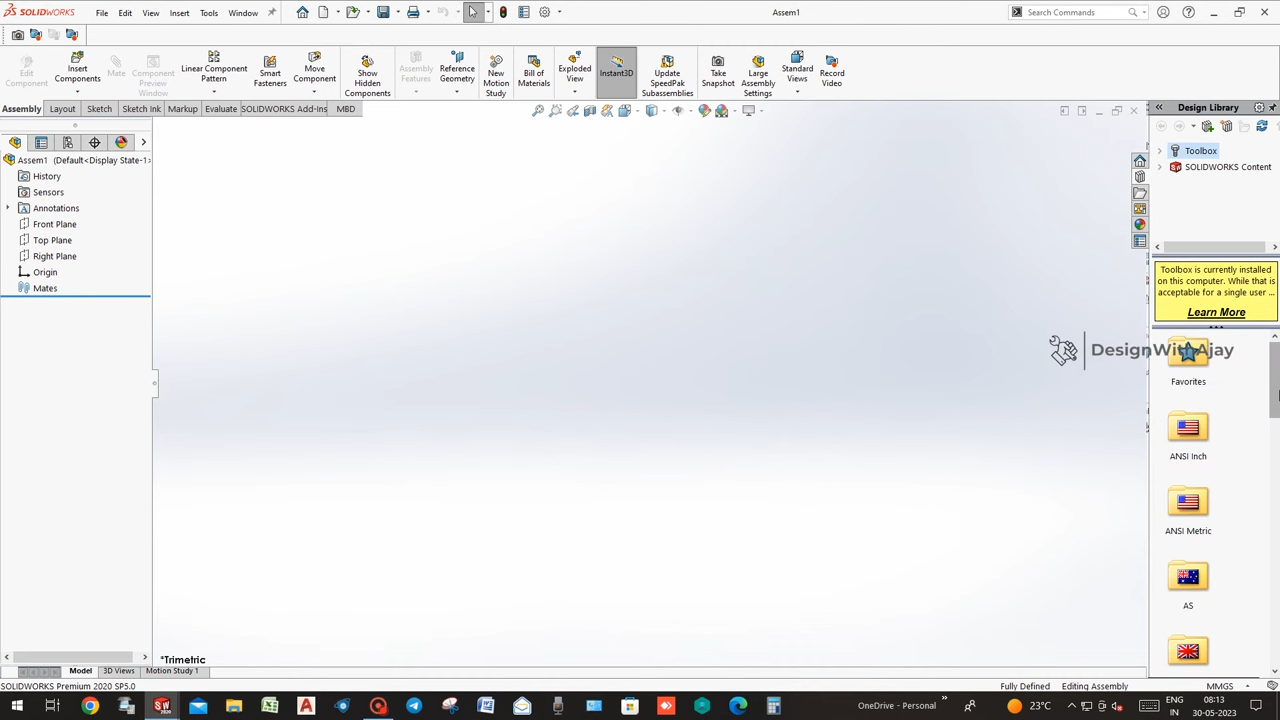 SOLIDWORKS File Edit View Insert Tools Window Assem1 Search Commands
Edit Component
Insert Components
Mate
Component Preview Window
Linear Component Pattern
Smart Fasteners
Move Component
Show Hidden Components
Assembly Features
Reference Geometry
New Motion Study
Bill of Materials
Exploded View
Instant3D
Update SpeedPak Subassemblies
Take Snapshot
Large Assembly Settings
Standard Views
Record Video
Assembly Layout Sketch Sketch Ink Markup Evaluate SOLIDWORKS Add-Ins MBD
Design Library
Assem1 (Default<Display State-1>
History
Sensors
Annotations
Front Plane
Top Plane
Right Plane
Origin
Mates
Toolbox
SOLIDWORKS Content
Toolbox is currently installed
on this computer. While that is
acceptable for a single user ...
Learn More
DesignWithAjay
Favorites
ANSI Inch
ANSI Metric
AS
*Trimetric
Model 3D Views Motion Study 1
SOLIDWORKS Premium 2020 SP5.0 Fully Defined Editing Assembly MMGS
OneDrive - Personal 23°C ENG IN 08:13 30-05-2023